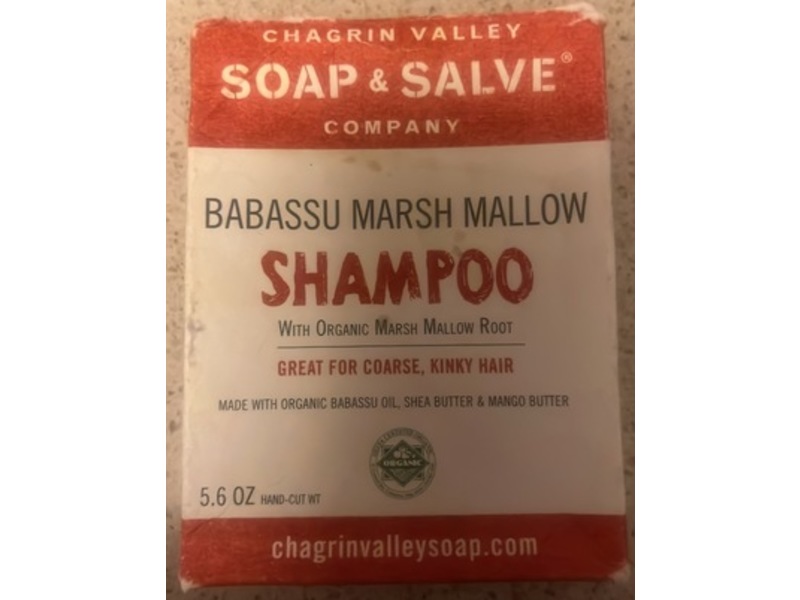 CHAGRIN VALLEY
SOAP & SALVE®
COMPANY
BABASSU MARSH MALLOW
SHAMPOO
WITH ORGANIC MARSH MALLOW ROOT
GREAT FOR COARSE, KINKY HAIR
MADE WITH ORGANIC BABASSU OIL, SHEA BUTTER & MANGO BUTTER
ORGANIC
5.6 OZ HAND-CUT WT
chagrinvalleysoap.com